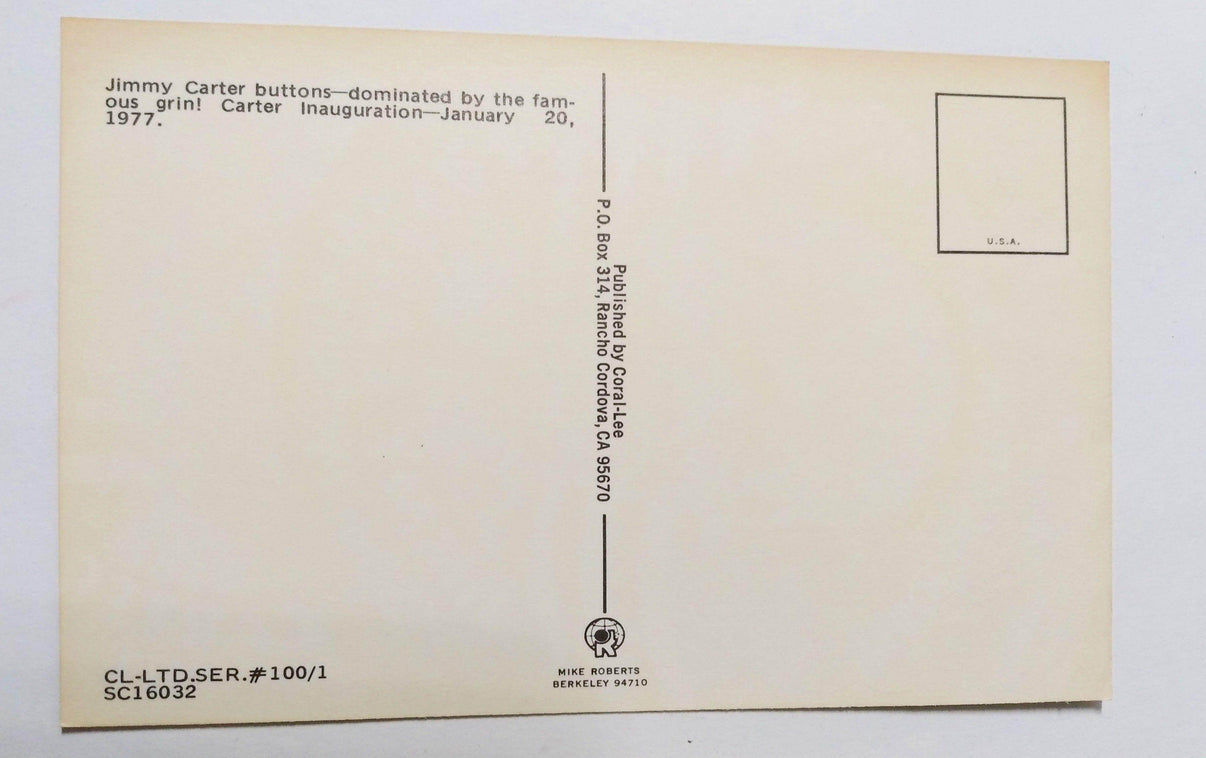 Jimmy Carter buttons—dominated by the fam-
ous grin! Carter Inauguration—January 20,
1977.
Published by Coral-Lee
P.O. Box 314, Rancho Cordova, CA 95670
U.S.A.
CL-LTD.SER.#100/1
SC16032
R
MIKE ROBERTS
BERKELEY 94710